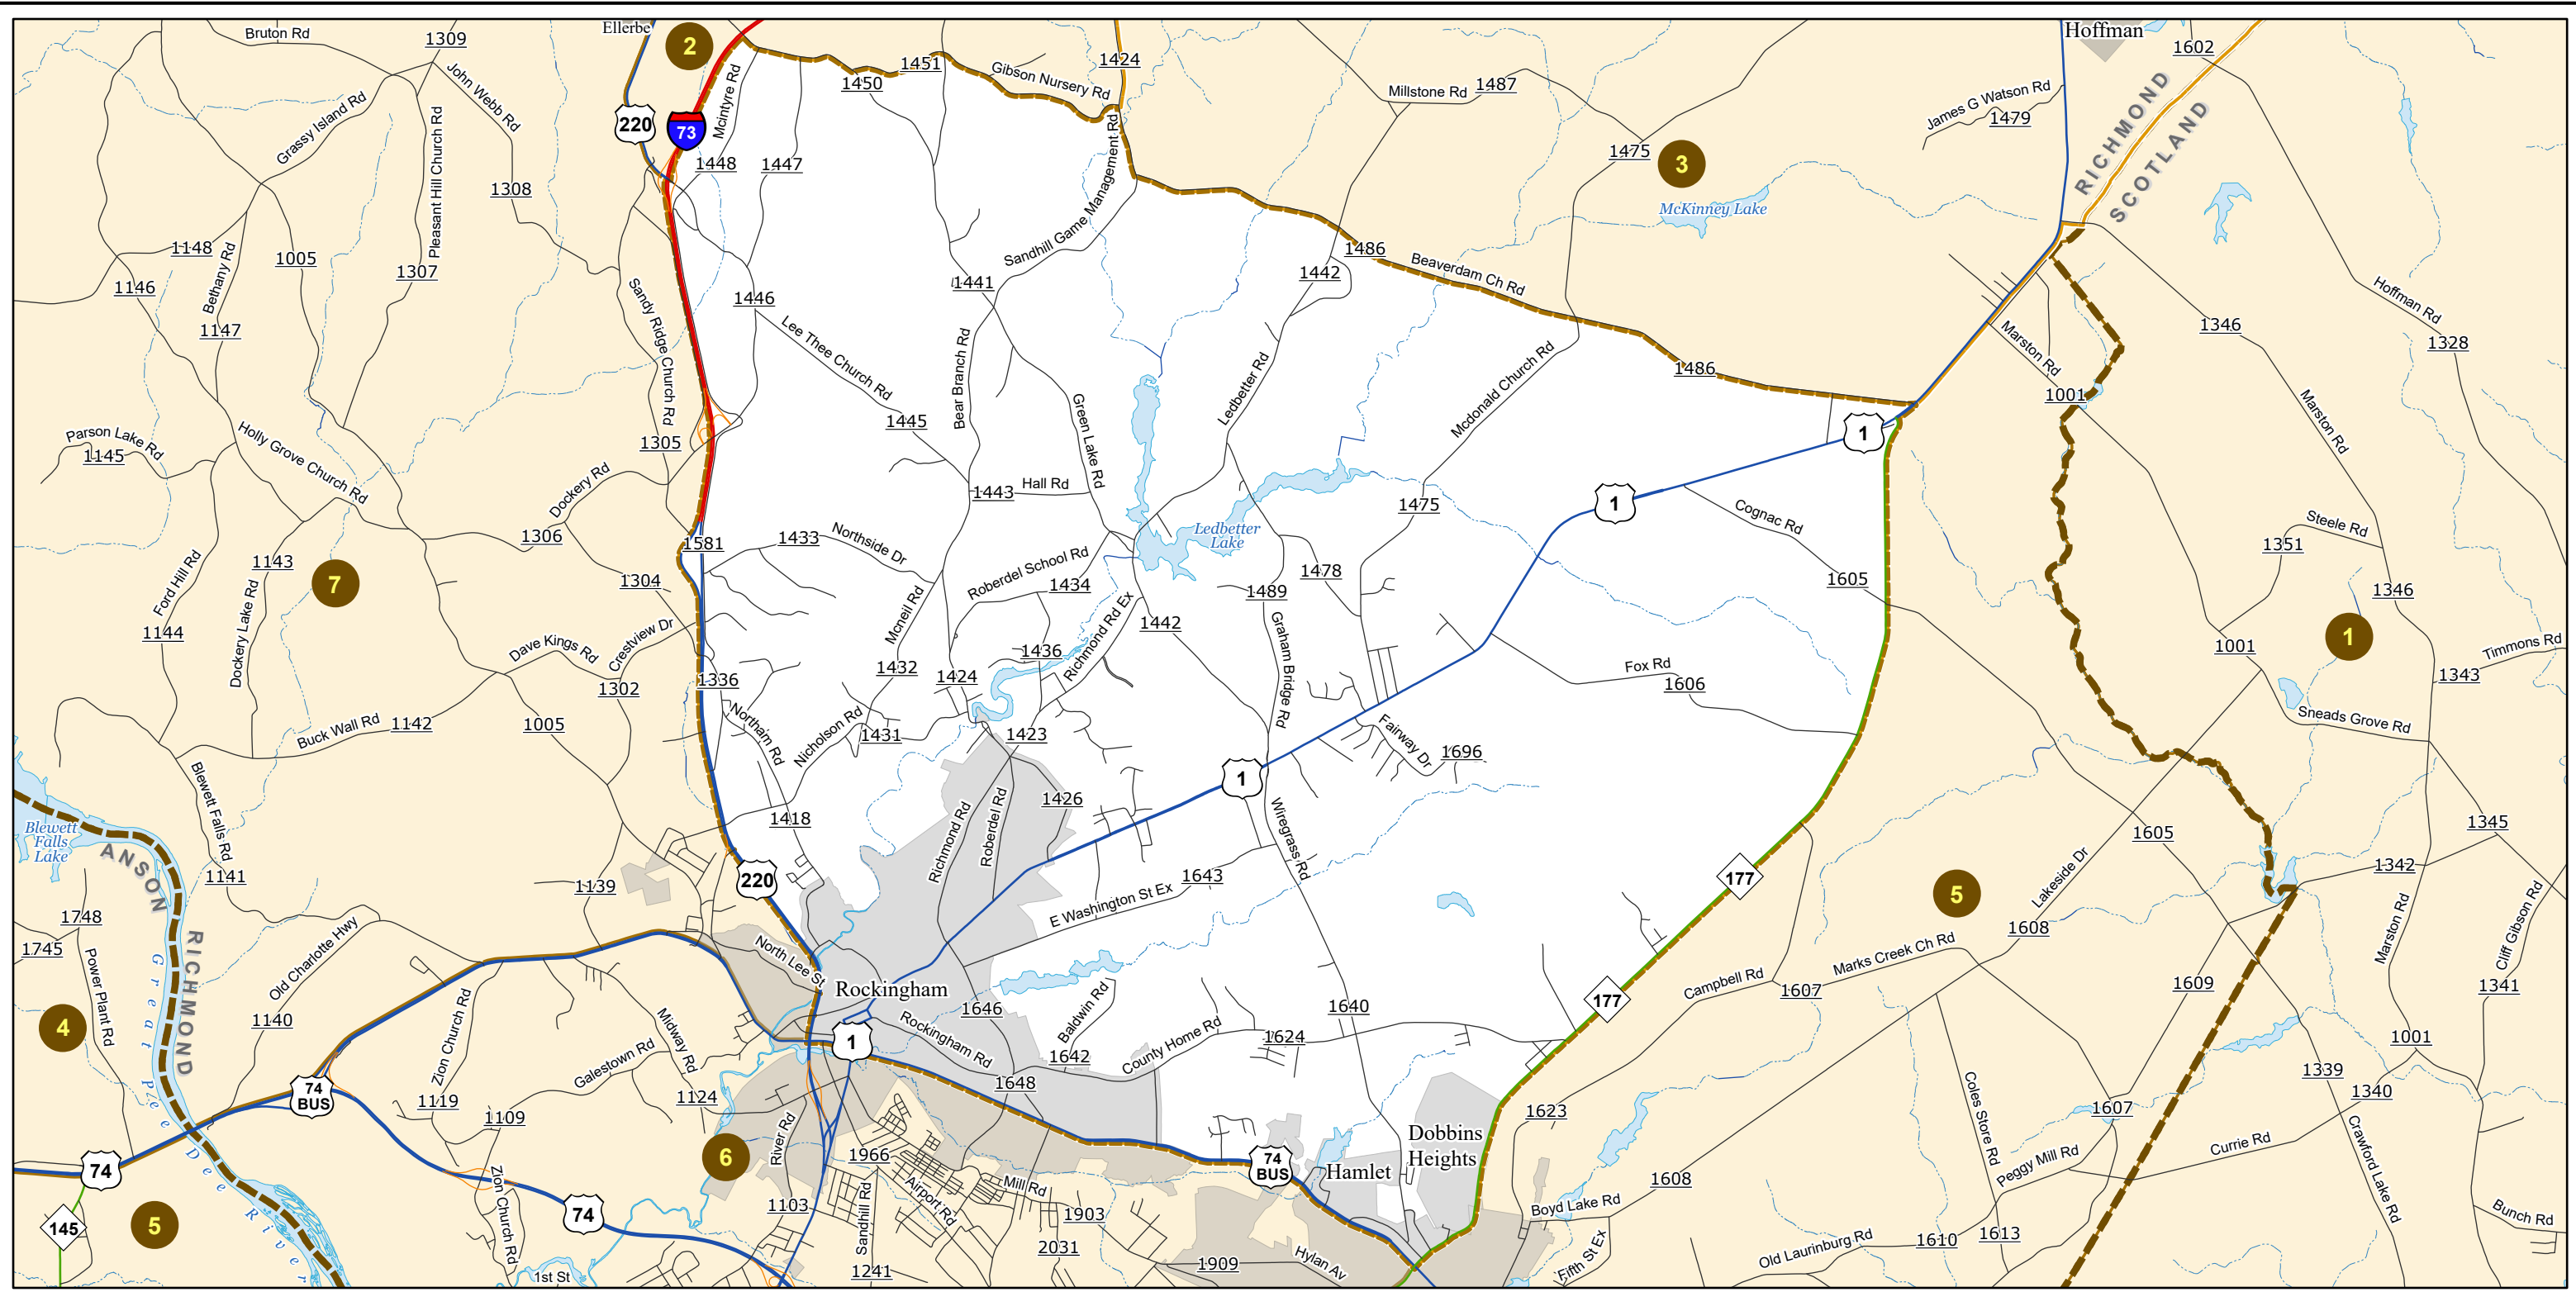 Ellerbe
2
Hoffman
Bruton Rd
1309
1602
1451
1424
Gibson Nursery Rd
1450
Millstone Rd
1487
John Webb Rd
Grassy Island Rd
Pleasant Hill Church Rd
220
73
McIntyre Rd
James G Watson Rd
1479
RICHMOND
SCOTLAND
1448
1447
1475
3
1308
Sandhill Game Management Rd
McKinney Lake
1148
1005
Bethany Rd
1307
1146
1486
1442
Beaverdam Ch Rd
1441
1446
Sandy Ridge Church Rd
Hoffman Rd
1147
Lee Thee Church Rd
Bear Branch Rd
1346
Marston Rd
1328
Ledbetter Rd
Mcdonald Church Rd
1486
1001
Green Lake Rd
1445
Marston Rd
Parson Lake Rd
1145
Holly Grove Church Rd
1305
1
Dockery Rd
1443
Hall Rd
1475
1
Cognac Rd
Ledbetter
Lake
Steele Rd
1351
1306
1581
1433
Northside Dr
Roberdel School Rd
1434
1478
1605
1143
7
Ford Hill Rd
Dockery Lake Rd
1304
1489
1346
1144
Mcneil Rd
Richmond Rd Ex
1442
Graham Bridge Rd
1
Dave Kings Rd
Crestview Dr
1436
1432
1424
Fox Rd
1606
1001
Timmons Rd
1343
1302
1336
Buck Wall Rd
1142
1005
Northam Rd
Nicholson Rd
1431
1423
Fairway Dr
1696
Sneads Grove Rd
Blewett Falls Rd
1
1426
1418
Richmond Rd
Roberdel Rd
Wiregrass Rd
Blewett
Falls
Lake
ANSON
RICHMOND
1605
1345
1141
1139
220
1643
E Washington St Ex
177
5
Lakeside Dr
1342
1748
1745
Power Plant Rd
Old Charlotte Hwy
North Lee St
1608
Marston Rd
Cliff Gibson Rd
Great Pee Dee River
Marks Creek Ch Rd
Campbell Rd
1607
1609
1341
Rockingham
1646
Baldwin Rd
1640
177
4
1140
Zion Church Rd
Midway Rd
Galestown Rd
1
Rockingham Rd
1642
County Home Rd
1624
1001
1648
1339
1340
74
BUS
1119
1109
1124
1623
Coles Store Rd
1607
Crawford Lake Rd
River Rd
Dobbins
Heights
6
1966
74
BUS
Hamlet
Currie Rd
Peggy Mill Rd
74
145
5
Zion Church Rd
74
1103
Sandhill Rd
Airport Rd
Mill Rd
1903
2031
1608
Boyd Lake Rd
1613
1610
Bunch Rd
Old Laurinburg Rd
Fifth St Ex
1st St
1241
1909
Hylan Av